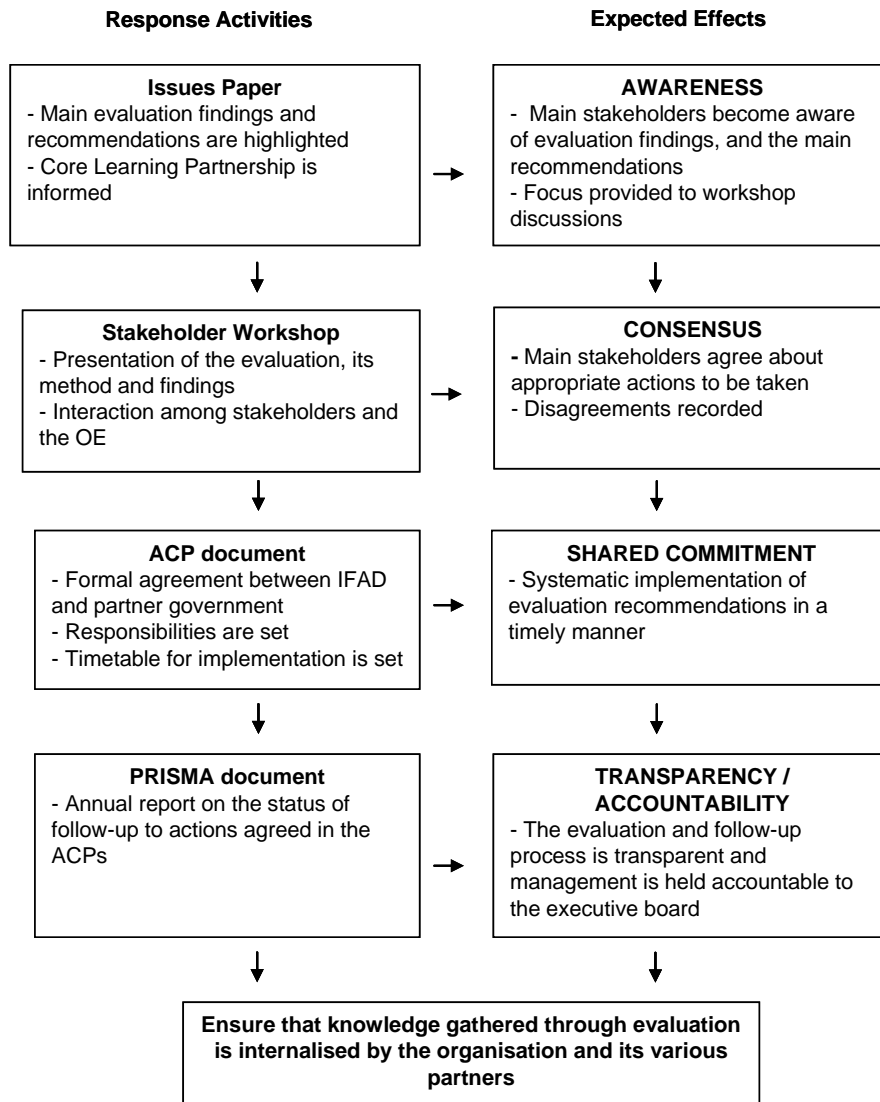 Response Activities
Expected Effects
Issues Paper
- Main evaluation findings and
recommendations are highlighted
- Core Learning Partnership is
informed
AWARENESS
- Main stakeholders become aware
of evaluation findings, and the main
recommendations
- Focus provided to workshop
discussions
Stakeholder Workshop
- Presentation of the evaluation, its
method and findings
- Interaction among stakeholders and
the OE
CONSENSUS
- Main stakeholders agree about
appropriate actions to be taken
- Disagreements recorded
ACP document
- Formal agreement between IFAD
and partner government
- Responsibilities are set
- Timetable for implementation is set
SHARED COMMITMENT
- Systematic implementation of
evaluation recommendations in a
timely manner
PRISMA document
- Annual report on the status of
follow-up to actions agreed in the
ACPs
TRANSPARENCY /
ACCOUNTABILITY
- The evaluation and follow-up
process is transparent and
management is held accountable to
the executive board
Ensure that knowledge gathered through evaluation
is internalised by the organisation and its various
partners